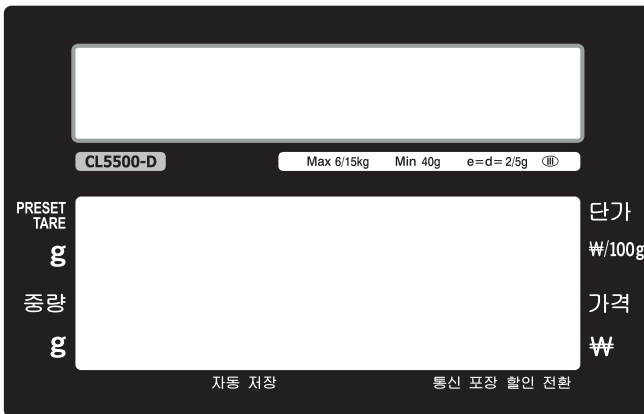 CL5500-D Max 6/15kg Min 40g e=d=2/5g Ⅲ
PRESET
TARE
g
중량
g
단가
₩/100g
가격
₩
자동 저장 통신 포장 할인 전환